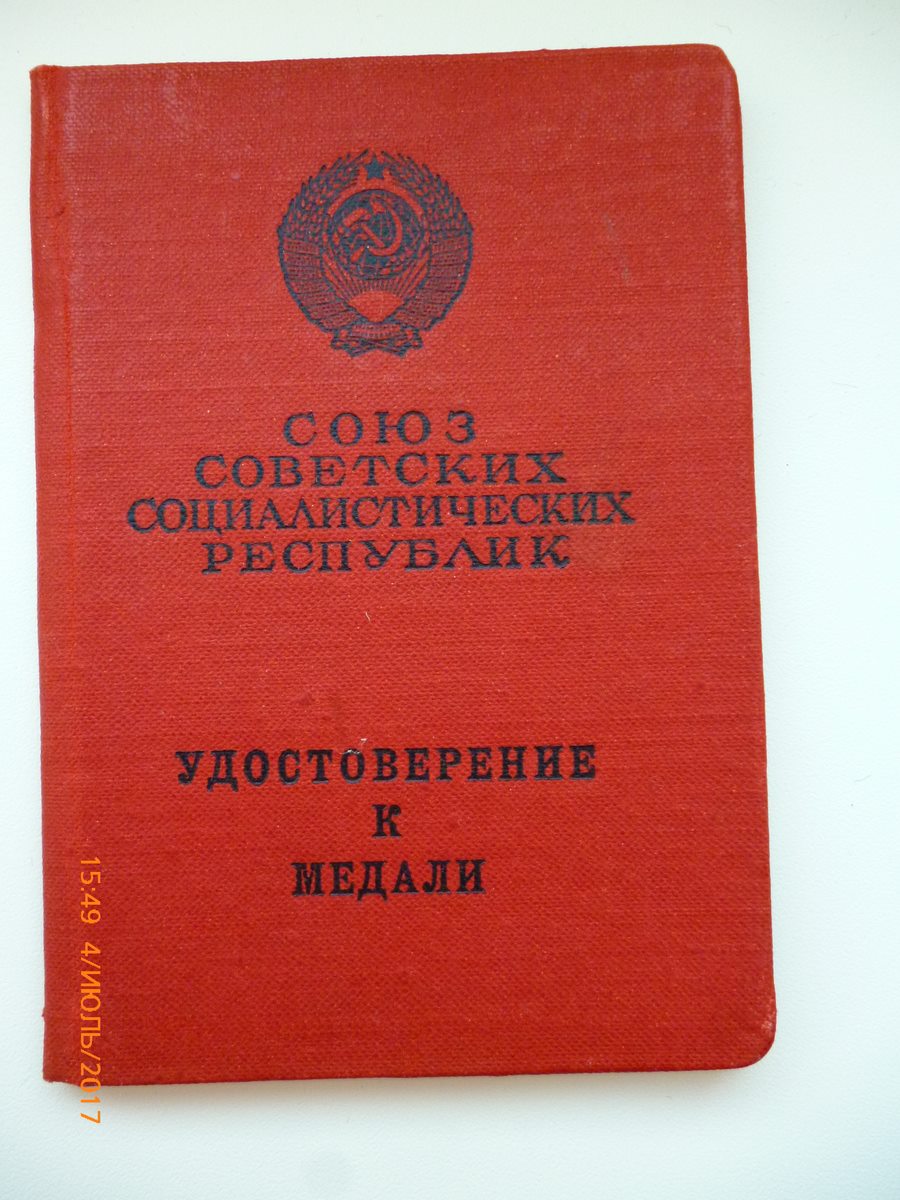 СОЮЗ
СОВЕТСКИХ
СОЦИАЛИСТИЧЕСКИХ
РЕСПУБЛИК
УДОСТОВЕРЕНИЕ
К
МЕДАЛИ
15:49 4/ИЮЛЬ/2017